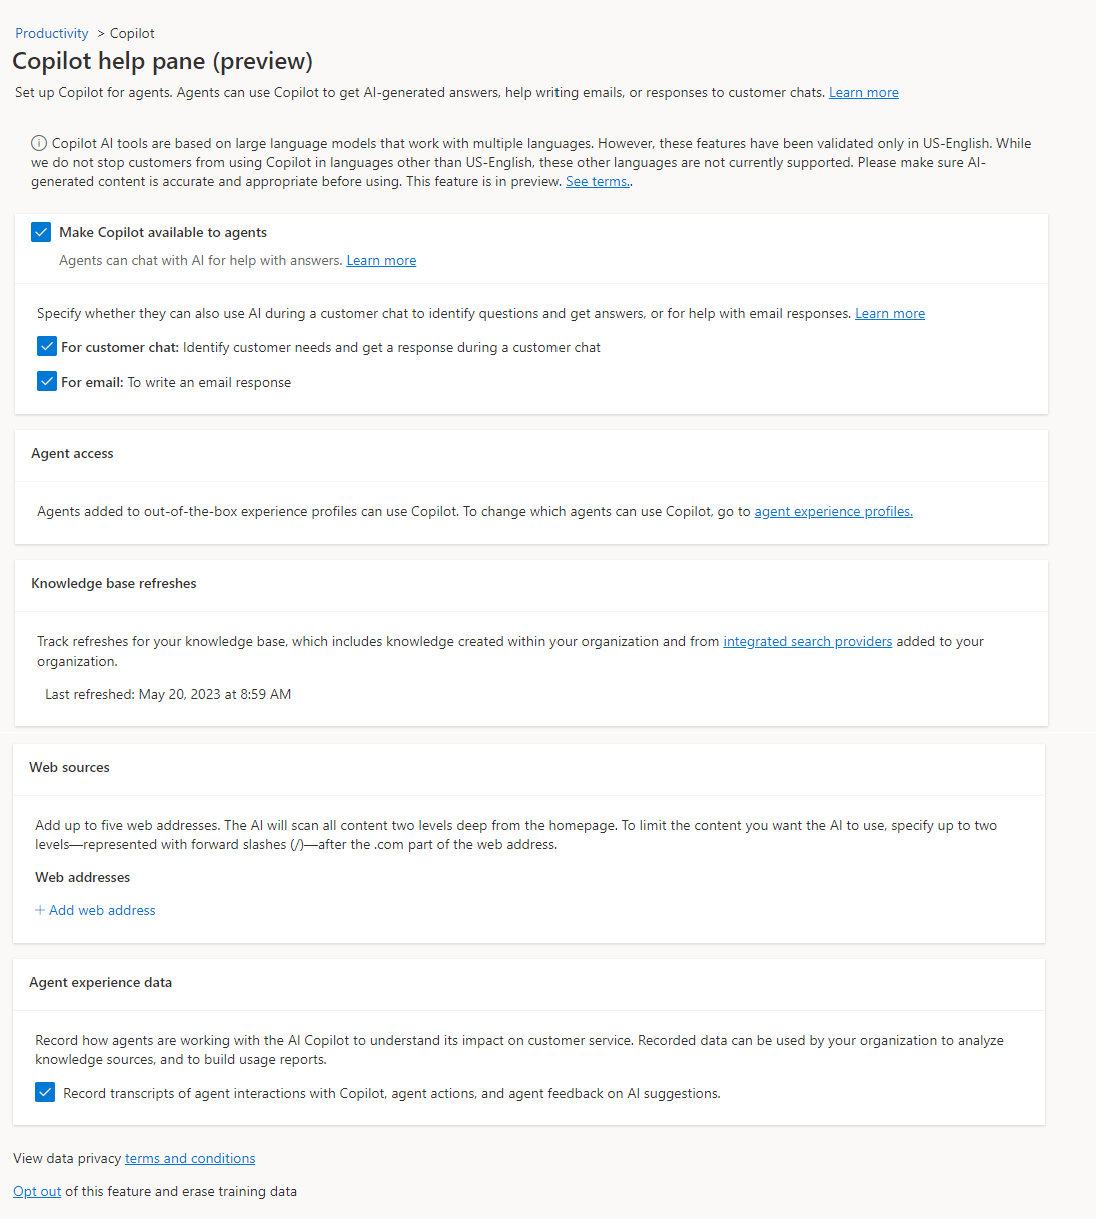 Productivity > Copilot
Copilot help pane (preview)
Set up Copilot for agents. Agents can use Copilot to get AI-generated answers, help writing emails, or responses to customer chats. Learn more
Copilot AI tools are based on large language models that work with multiple languages. However, these features have been validated only in US-English. While
we do not stop customers from using Copilot in languages other than US-English, these other languages are not currently supported. Please make sure AI-
generated content is accurate and appropriate before using. This feature is in preview. See terms..
Make Copilot available to agents
Agents can chat with AI for help with answers. Learn more
Specify whether they can also use AI during a customer chat to identify questions and get answers, or for help with email responses. Learn more
For customer chat: Identify customer needs and get a response during a customer chat
For email: To write an email response
Agent access
Agents added to out-of-the-box experience profiles can use Copilot. To change which agents can use Copilot, go to agent experience profiles.
Knowledge base refreshes
Track refreshes for your knowledge base, which includes knowledge created within your organization and from integrated search providers added to your
organization.
Last refreshed: May 20, 2023 at 8:59 AM
Web sources
Add up to five web addresses. The AI will scan all content two levels deep from the homepage. To limit the content you want the AI to use, specify up to two
levels—represented with forward slashes (/)—after the .com part of the web address.
Web addresses
+ Add web address
Agent experience data
Record how agents are working with the AI Copilot to understand its impact on customer service. Recorded data can be used by your organization to analyze
knowledge sources, and to build usage reports.
Record transcripts of agent interactions with Copilot, agent actions, and agent feedback on AI suggestions.
View data privacy terms and conditions
Opt out of this feature and erase training data